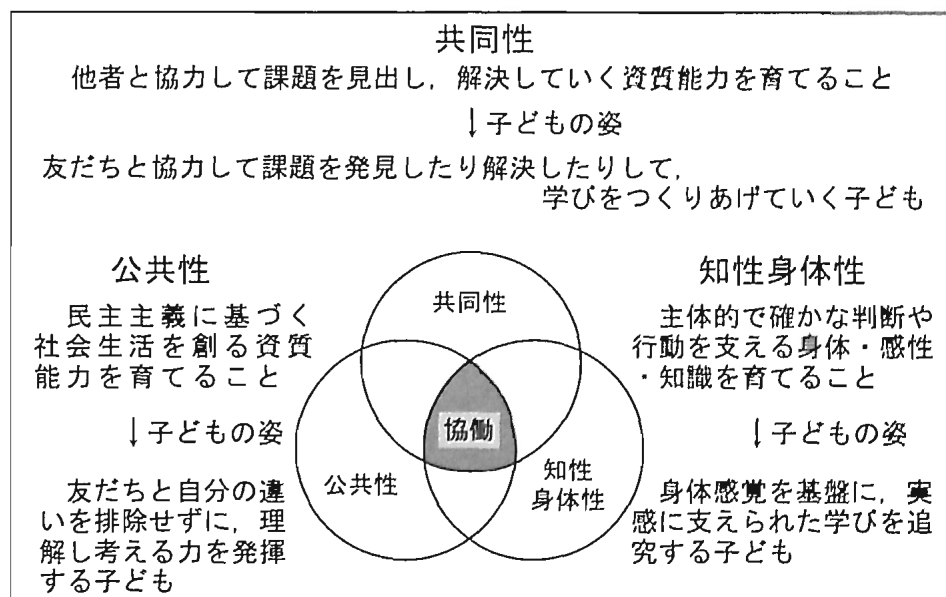 共同性
他者と協力して課題を見出し，解決していく資質能力を育てること
↓子どもの姿
友だちと協力して課題を発見したり解決したりして，
学びをつくりあげていく子ども
公共性
民主主義に基づく
社会生活を創る資質
能力を育てること
↓子どもの姿
友だちと自分の違
いを排除せずに，理
解し考える力を発揮
する子ども
共同性
協働
公共性
知性
身体性
知性身体性
主体的で確かな判断や
行動を支える身体・感性
・知識を育てること
↓子どもの姿
身体感覚を基盤に，実
感に支えられた学びを追
究する子ども